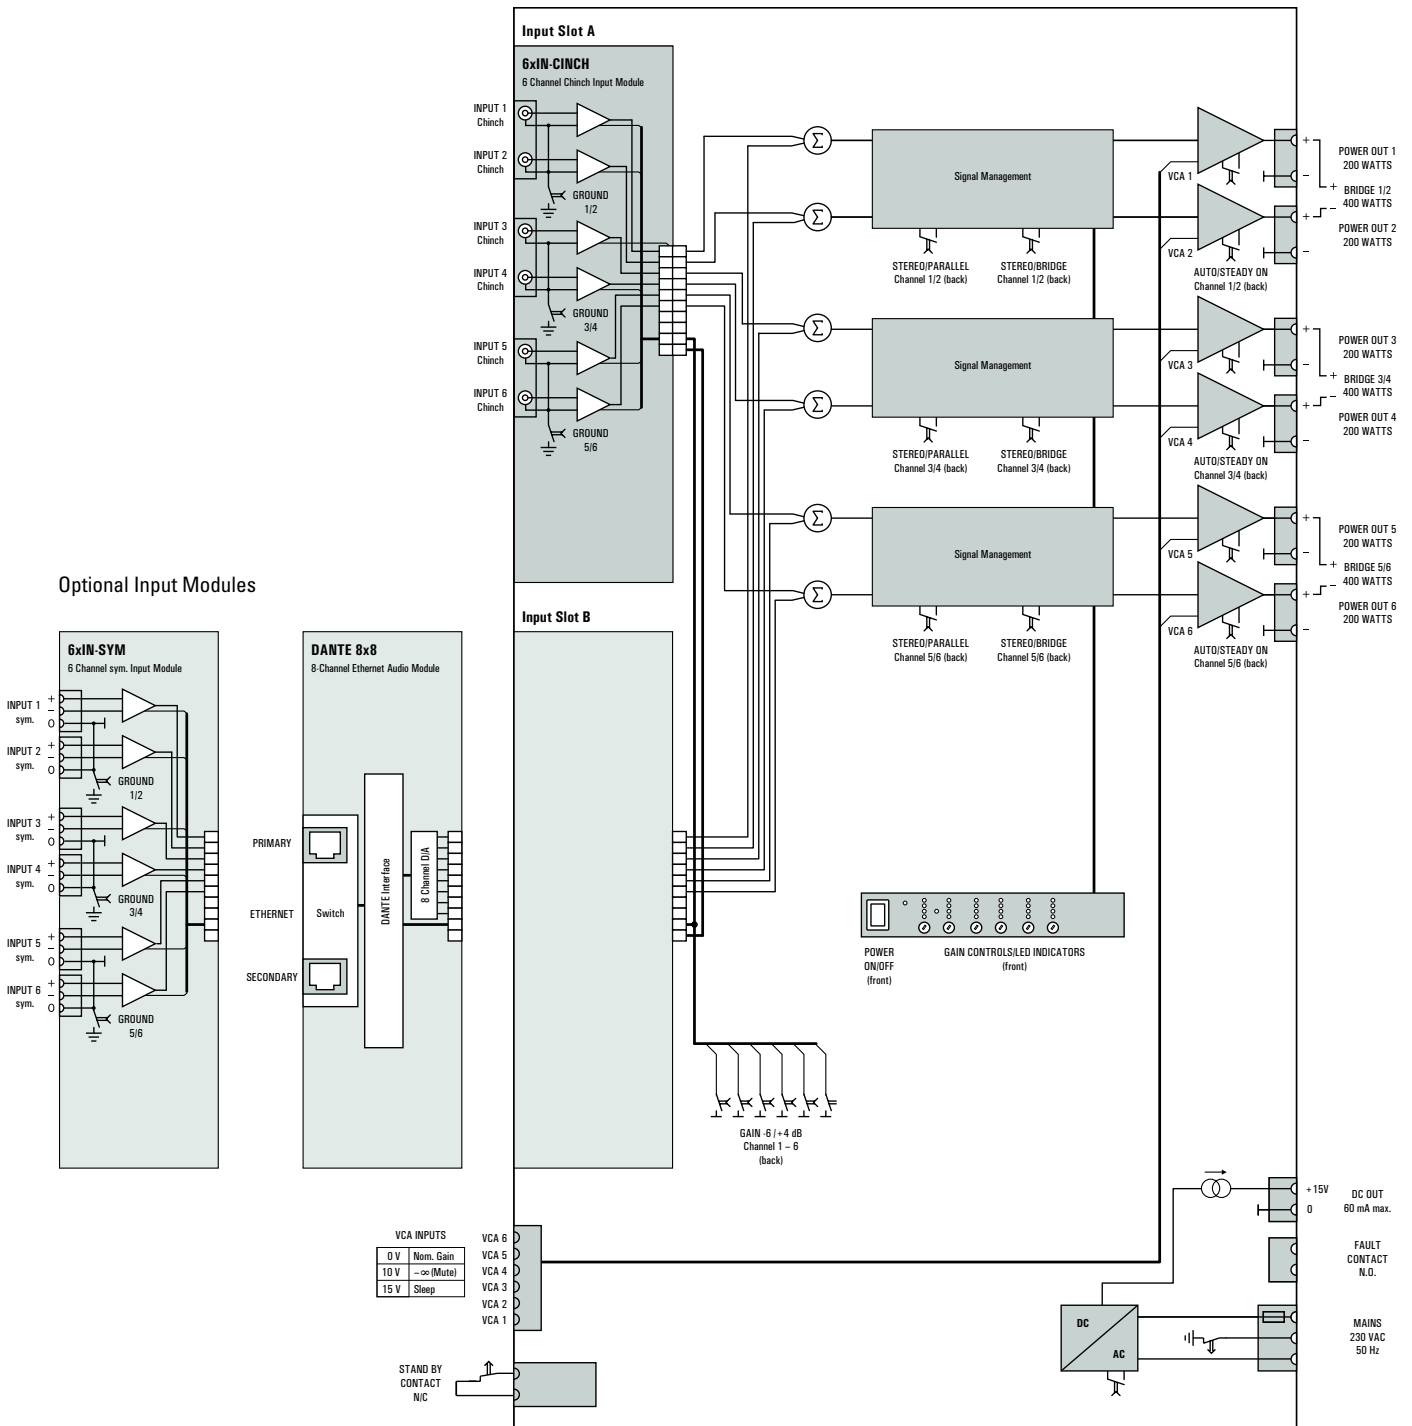 Input Slot A
6xIN-CINCH
6 Channel Chinch Input Module
INPUT 1
Chinch
INPUT 2
Chinch
GROUND
1/2
INPUT 3
Chinch
INPUT 4
Chinch
GROUND
3/4
INPUT 5
Chinch
INPUT 6
Chinch
GROUND
5/6
Σ
Σ
Σ
Σ
Σ
Σ
Signal Management
STEREO/PARALLEL
Channel 1/2 (back)
STEREO/BRIDGE
Channel 1/2 (back)
Signal Management
STEREO/PARALLEL
Channel 3/4 (back)
STEREO/BRIDGE
Channel 3/4 (back)
Signal Management
STEREO/PARALLEL
Channel 5/6 (back)
STEREO/BRIDGE
Channel 5/6 (back)
VCA 1
VCA 2
AUTO/STEADY ON
Channel 1/2 (back)
VCA 3
VCA 4
AUTO/STEADY ON
Channel 3/4 (back)
VCA 5
VCA 6
AUTO/STEADY ON
Channel 5/6 (back)
+
−
+
−
POWER OUT 1
200 WATTS
+ BRIDGE 1/2
− 400 WATTS
POWER OUT 2
200 WATTS
+
−
+
−
POWER OUT 3
200 WATTS
+ BRIDGE 3/4
− 400 WATTS
POWER OUT 4
200 WATTS
+
−
+
−
POWER OUT 5
200 WATTS
+ BRIDGE 5/6
− 400 WATTS
POWER OUT 6
200 WATTS
Optional Input Modules
6xIN-SYM
6 Channel sym. Input Module
INPUT 1 +
−
sym. 0
INPUT 2 +
−
sym. 0
GROUND
1/2
INPUT 3 +
−
sym. 0
INPUT 4 +
−
sym. 0
GROUND
3/4
INPUT 5 +
−
sym. 0
INPUT 6 +
−
sym. 0
GROUND
5/6
DANTE 8x8
8-Channel Ethernet Audio Module
PRIMARY
ETHERNET
SECONDARY
Switch
DANTE Interface
8 Channel D/A
Input Slot B
POWER
ON/OFF
(front)
GAIN CONTROLS/LED INDICATORS
(front)
GAIN -6 /+4 dB
Channel 1 – 6
(back)
VCA INPUTS
0 V Nom. Gain
10 V −∞ (Mute)
15 V Sleep
VCA 6
VCA 5
VCA 4
VCA 3
VCA 2
VCA 1
STAND BY
CONTACT
N/C
+15V
0
DC OUT
60 mA max.
FAULT
CONTACT
N.O.
DC
AC
MAINS
230 VAC
50 Hz